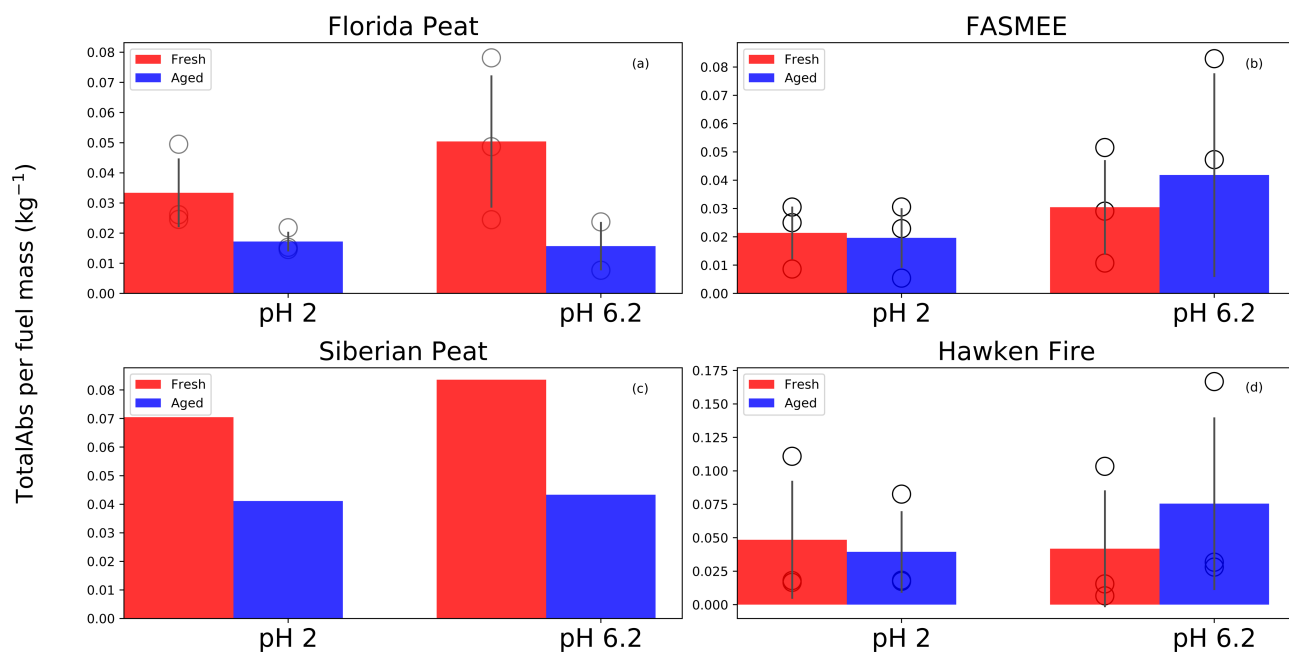 TotalAbs per fuel mass (kg⁻¹)
Florida Peat
0.08
0.07
0.06
0.05
0.04
0.03
0.02
0.01
0.00
Fresh
Aged
(a)
pH 2
pH 6.2
FASMEE
0.08
0.07
0.06
0.05
0.04
0.03
0.02
0.01
0.00
Fresh
Aged
(b)
pH 2
pH 6.2
Siberian Peat
0.08
0.07
0.06
0.05
0.04
0.03
0.02
0.01
0.00
Fresh
Aged
(c)
pH 2
pH 6.2
Hawken Fire
0.175
0.150
0.125
0.100
0.075
0.050
0.025
0.000
Fresh
Aged
(d)
pH 2
pH 6.2